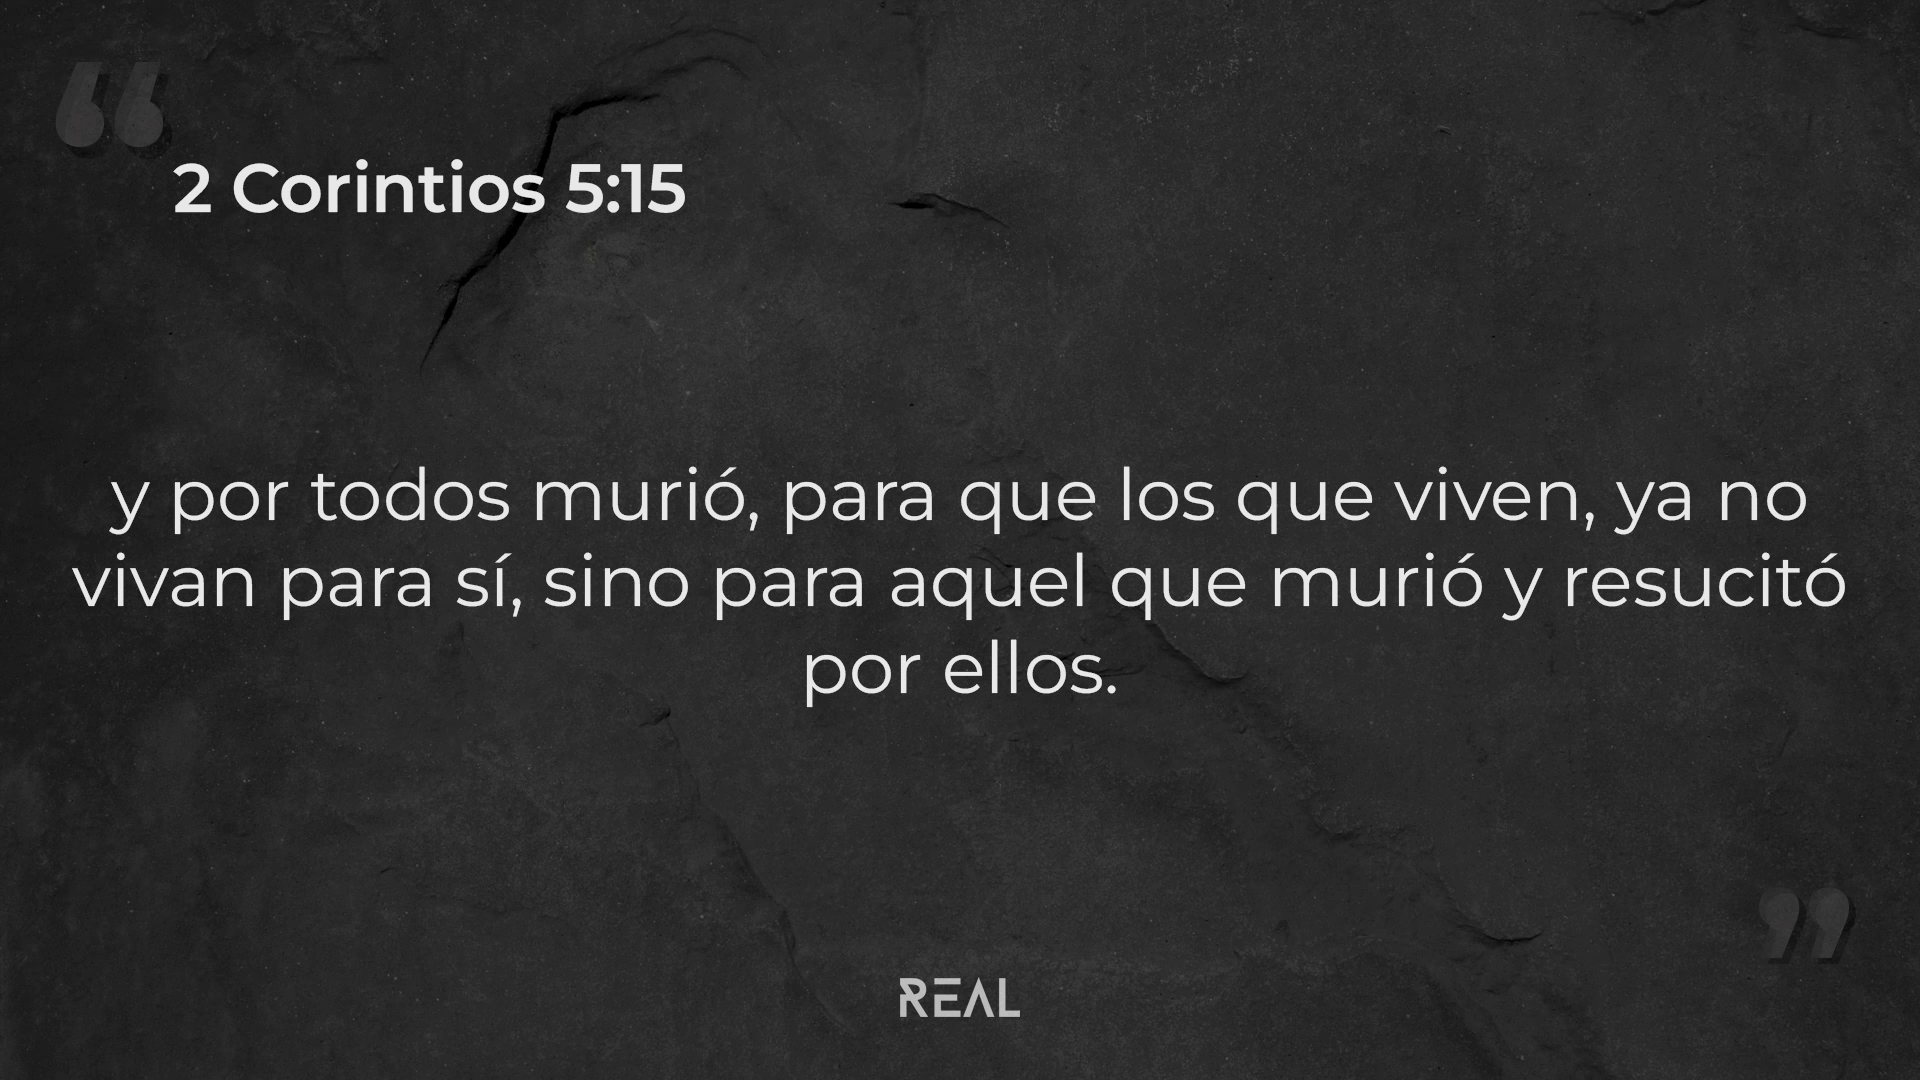 “
2 Corintios 5:15
y por todos murió, para que los que viven, ya no
vivan para sí, sino para aquel que murió y resucitó
por ellos.
”
REAL